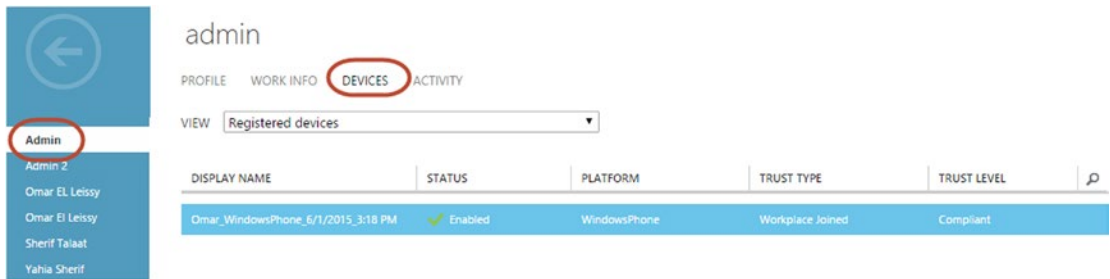 admin
PROFILE WORK INFO DEVICES ACTIVITY
VIEW Registered devices
Admin
Admin 2
Omar EL Leissy
Omar El Leissy
Sherif Talaat
Yahia Sherif
DISPLAY NAME STATUS PLATFORM TRUST TYPE TRUST LEVEL
Omar_WindowsPhone_6/1/2015_3:18 PM Enabled WindowsPhone Workplace Joined Compliant